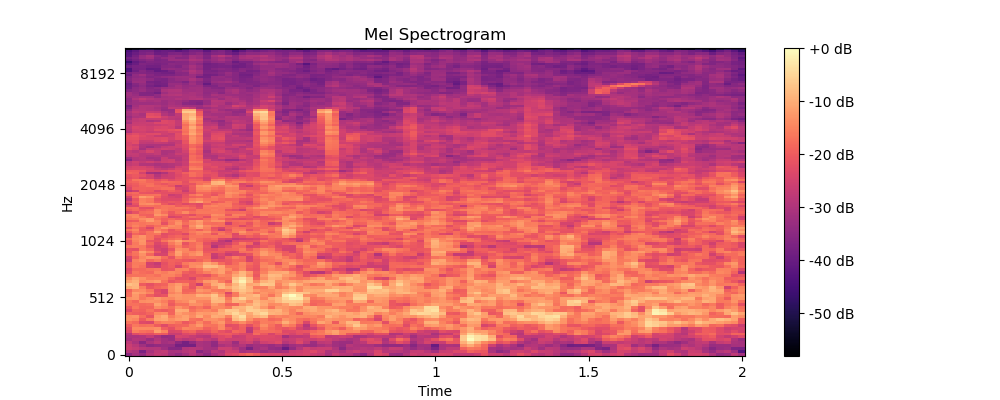 Mel Spectrogram
Hz
8192
4096
2048
1024
512
0
0
0.5
1
1.5
2
Time
+0 dB
-10 dB
-20 dB
-30 dB
-40 dB
-50 dB